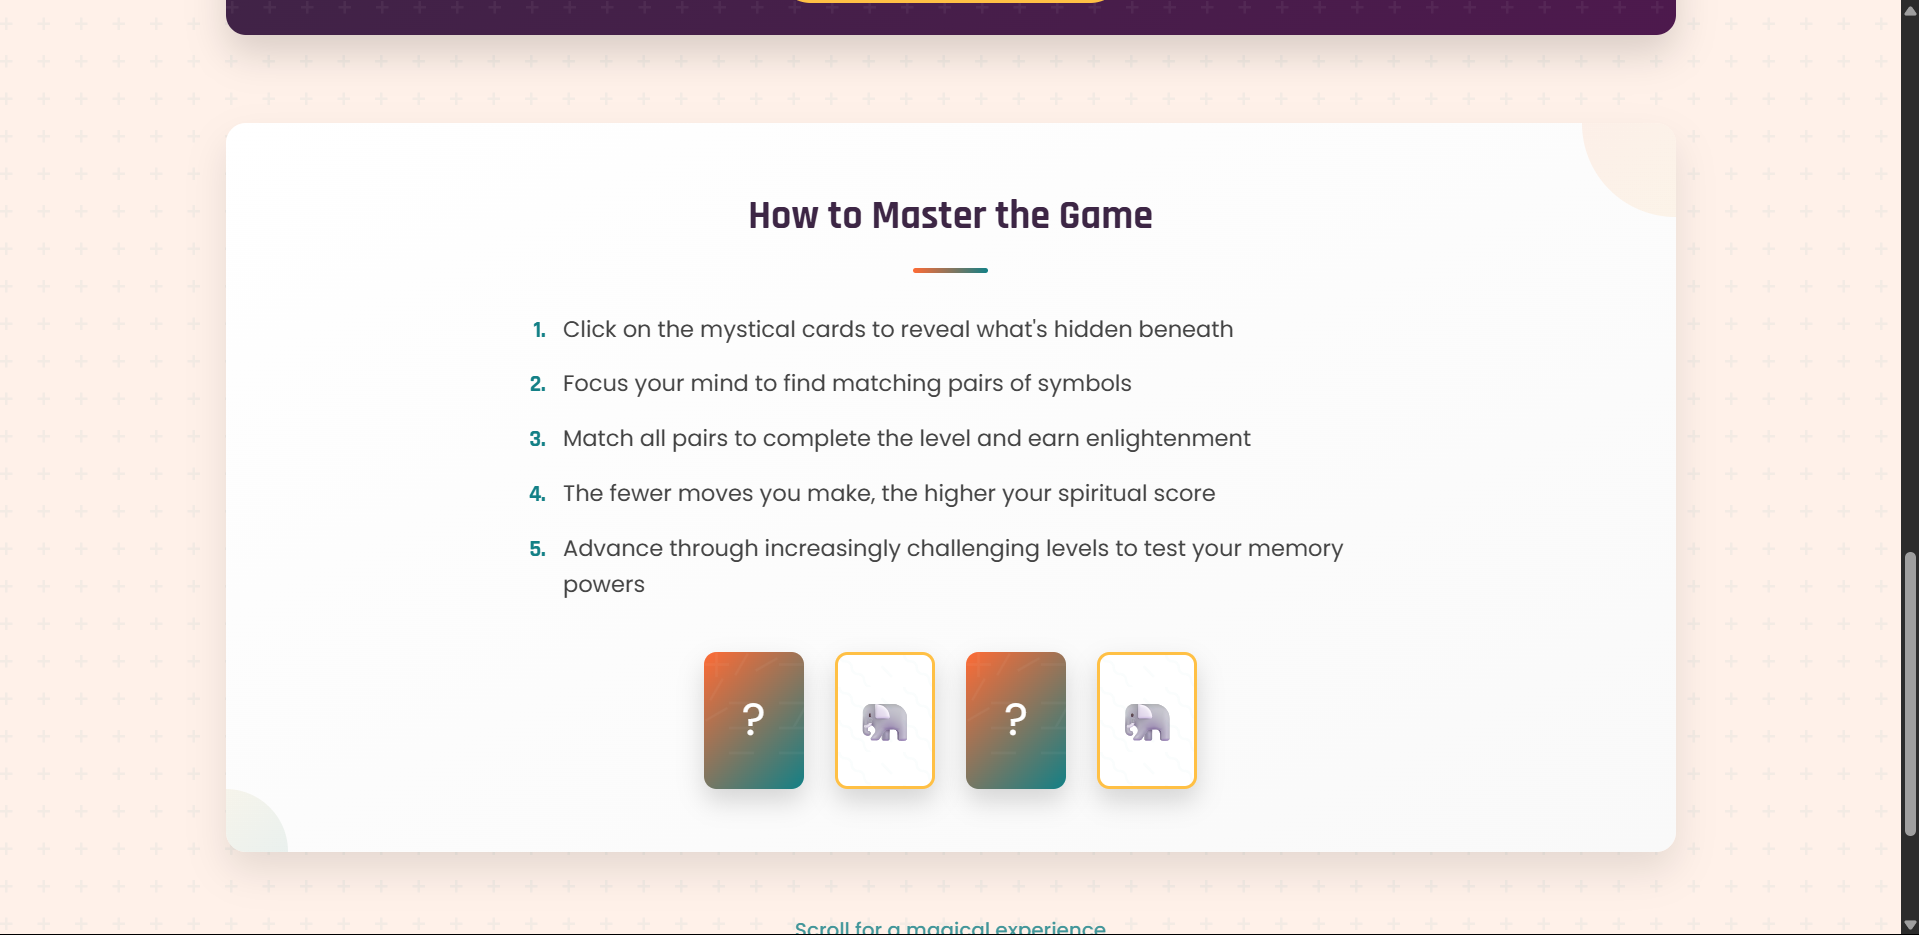 How to Master the Game
1. Click on the mystical cards to reveal what's hidden beneath
2. Focus your mind to find matching pairs of symbols
3. Match all pairs to complete the level and earn enlightenment
4. The fewer moves you make, the higher your spiritual score
5. Advance through increasingly challenging levels to test your memory
powers
? ?
Scroll for a magical experience